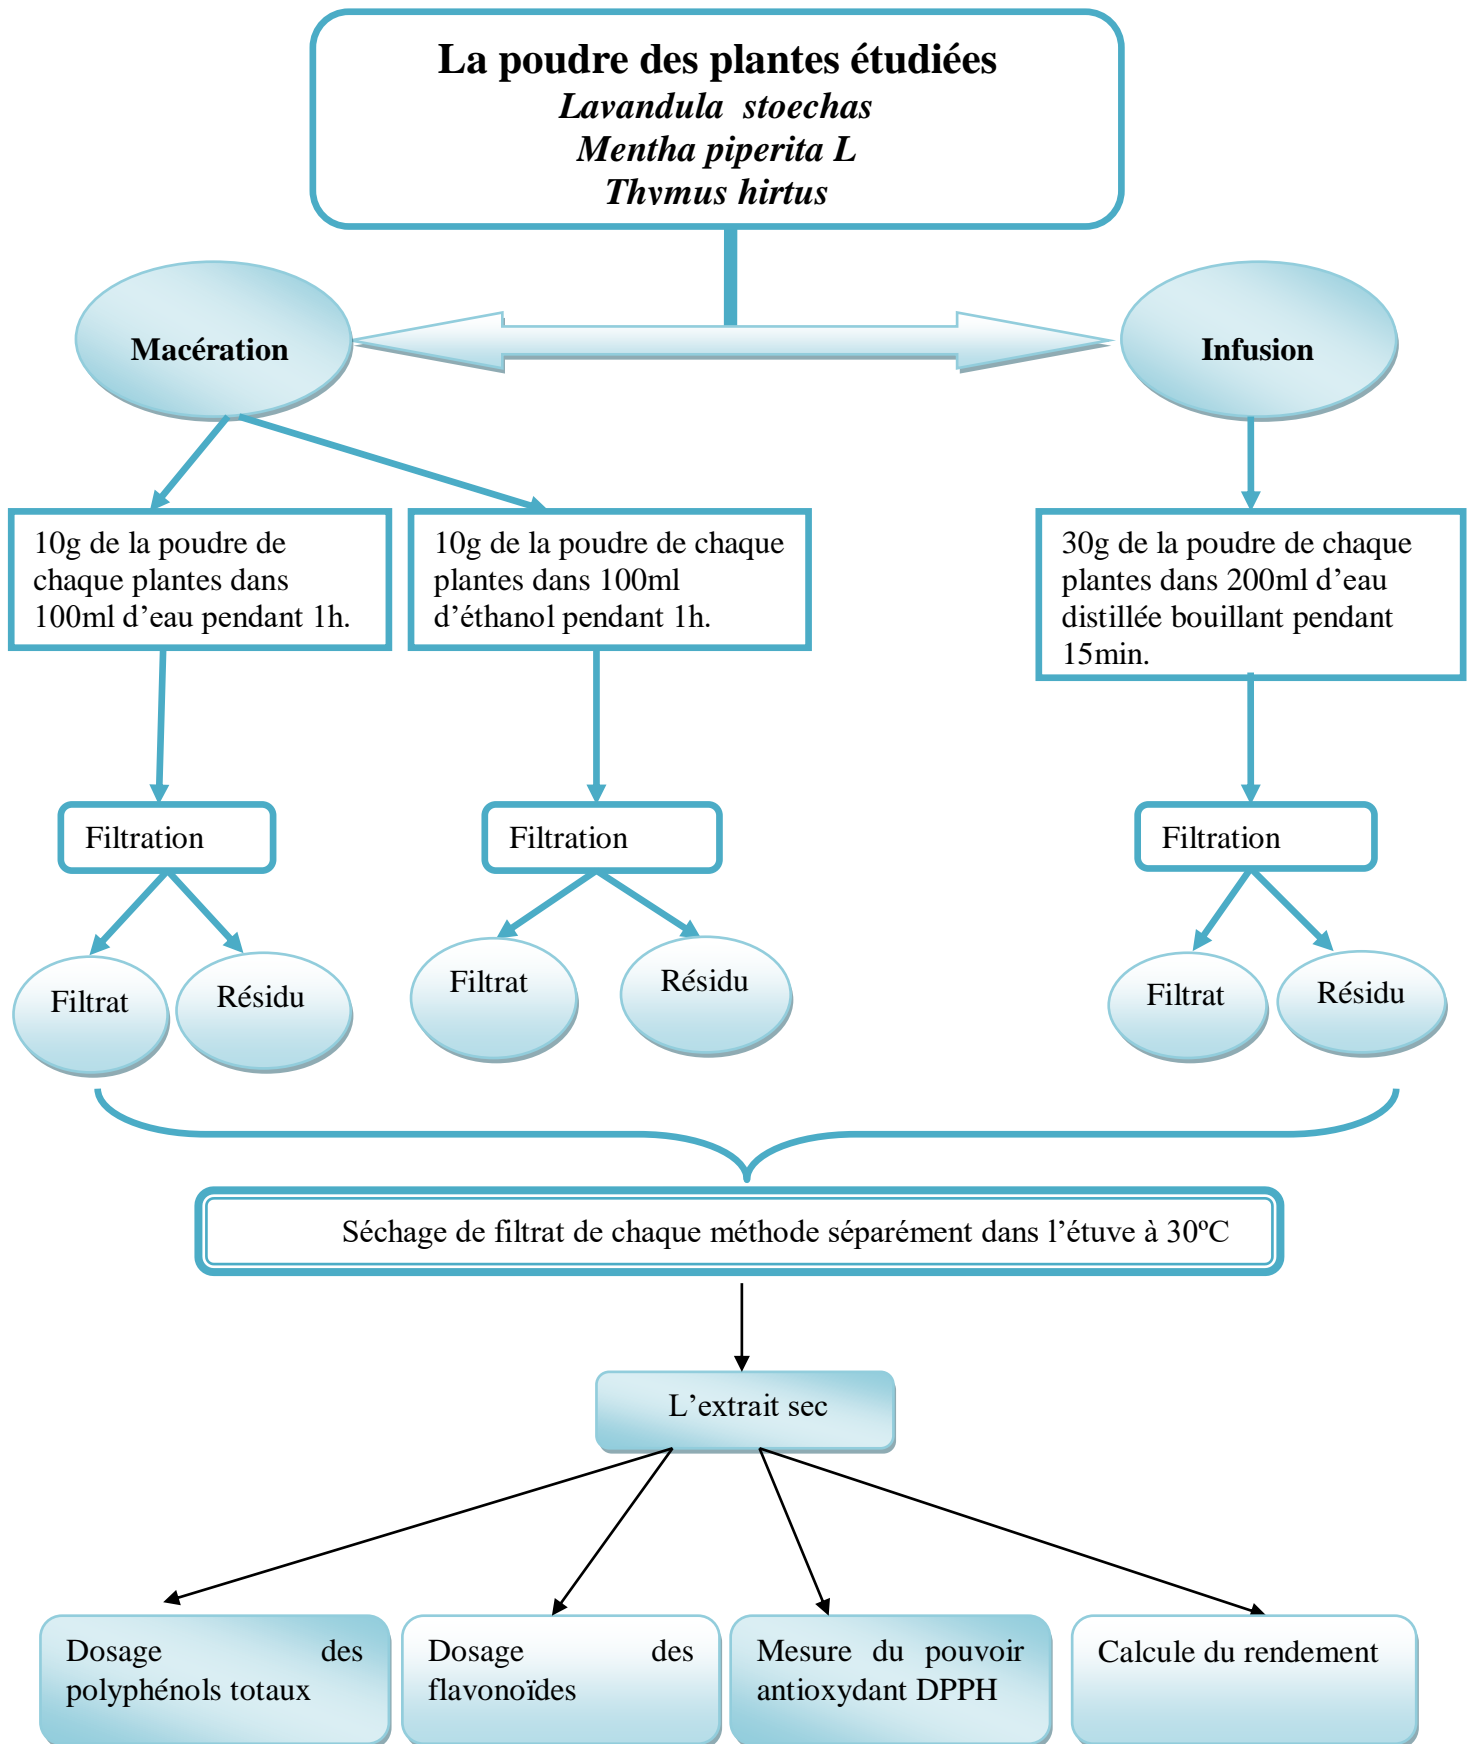 La poudre des plantes étudiées
Lavandula stoechas
Mentha piperita L
Thymus hirtus
Macération
Infusion
10g de la poudre de
chaque plantes dans
100ml d’eau pendant 1h.
10g de la poudre de chaque
plantes dans 100ml
d’éthanol pendant 1h.
30g de la poudre de chaque
plantes dans 200ml d’eau
distillée bouillant pendant
15min.
Filtration
Filtration
Filtration
Filtrat
Résidu
Filtrat
Résidu
Filtrat
Résidu
Séchage de filtrat de chaque méthode séparément dans l’étuve à 30ºC
L’extrait sec
Dosage des
polyphénols totaux
Dosage des
flavonoïdes
Mesure du pouvoir
antioxydant DPPH
Calcule du rendement